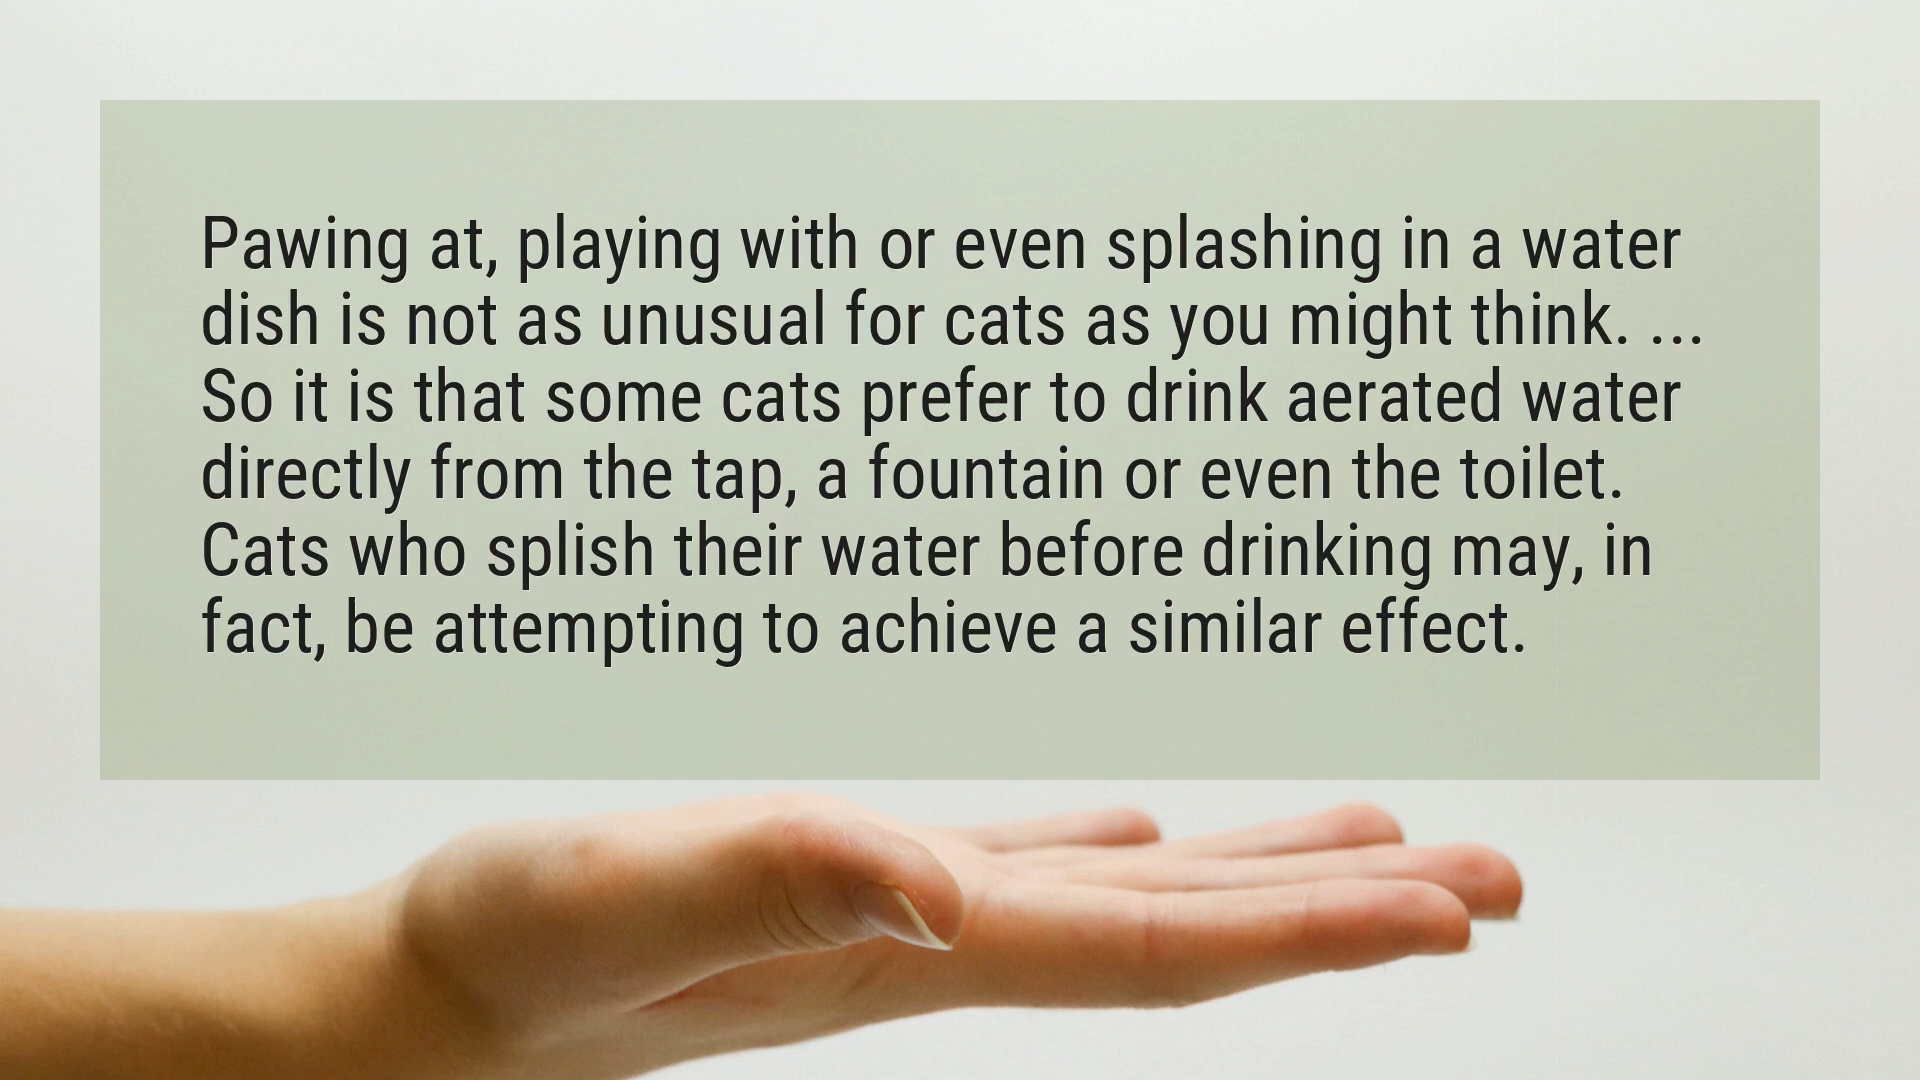 Pawing at, playing with or even splashing in a water
dish is not as unusual for cats as you might think. ...
So it is that some cats prefer to drink aerated water
directly from the tap, a fountain or even the toilet.
Cats who splish their water before drinking may, in
fact, be attempting to achieve a similar effect.